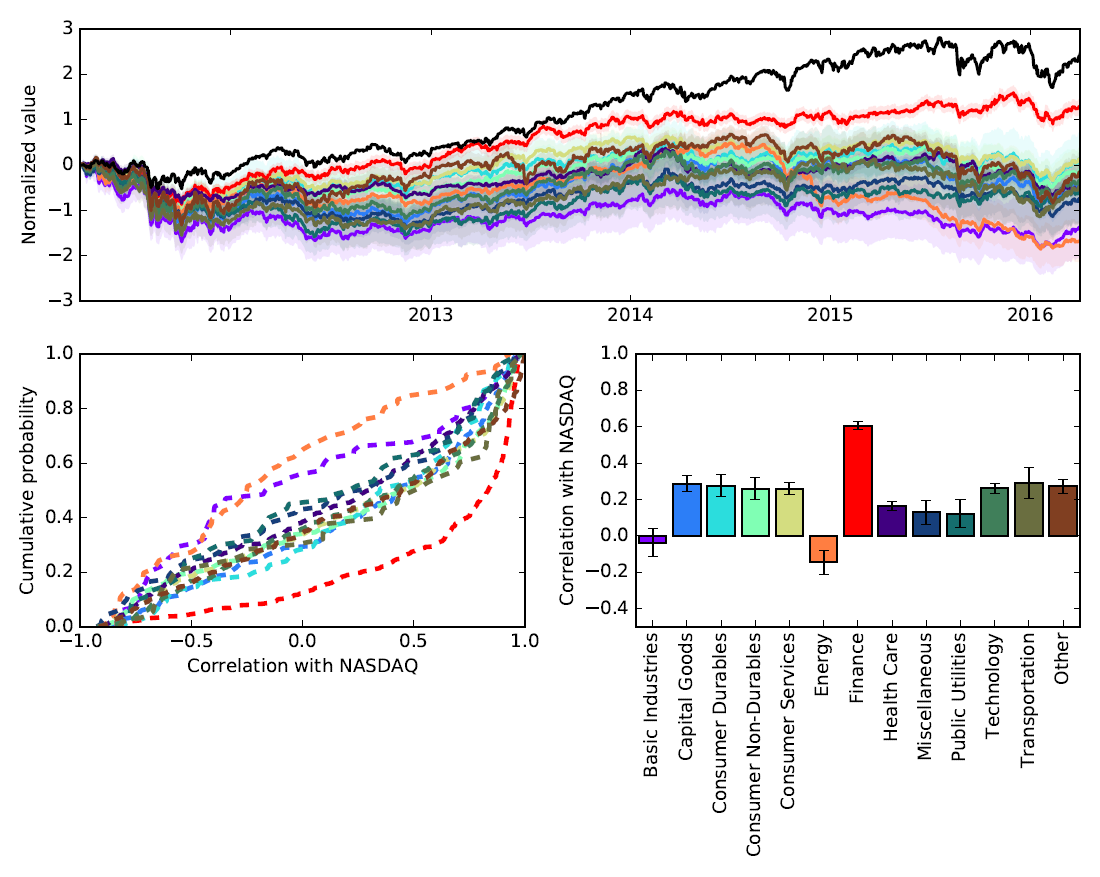 3
2
1
0
−1
−2
−3
Normalized value
2012 2013 2014 2015 2016
1.0
0.8
0.6
0.4
0.2
0.0
Cumulative probability
−1.0 −0.5 0.0 0.5 1.0
Correlation with NASDAQ
1.0
0.8
0.6
0.4
0.2
0.0
−0.2
−0.4
Correlation with NASDAQ
Basic Industries
Capital Goods
Consumer Durables
Consumer Non-Durables
Consumer Services
Energy
Finance
Health Care
Miscellaneous
Public Utilities
Technology
Transportation
Other